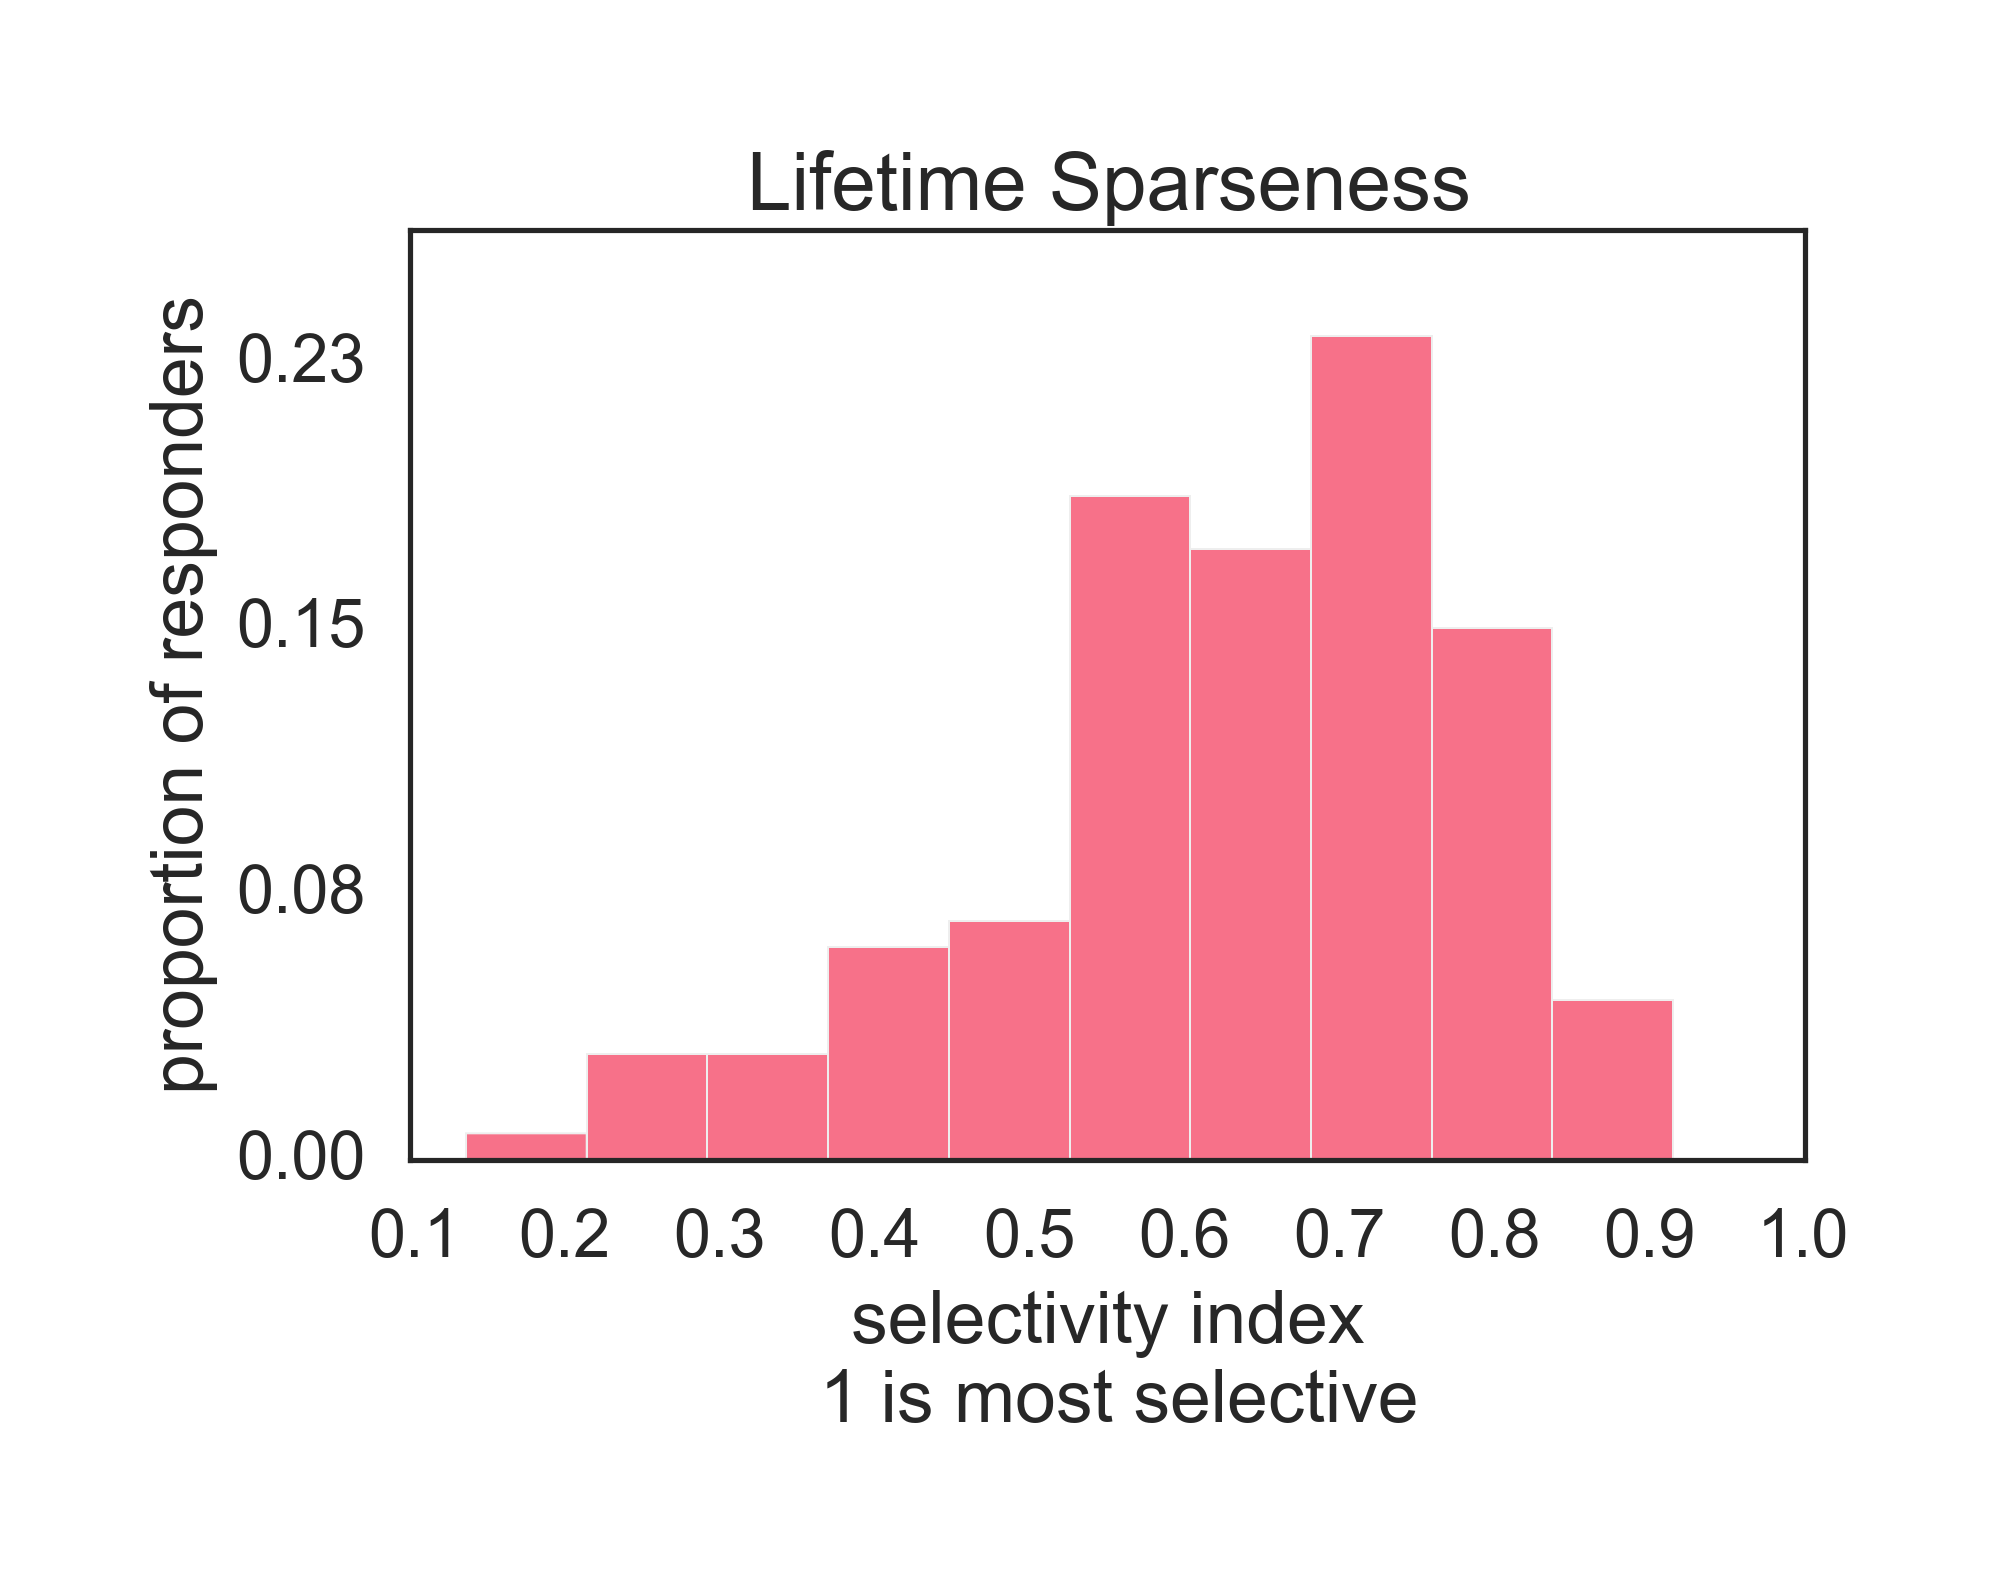 Lifetime Sparseness
proportion of responders
0.23
0.15
0.08
0.00
0.1 0.2 0.3 0.4 0.5 0.6 0.7 0.8 0.9 1.0
selectivity index
1 is most selective